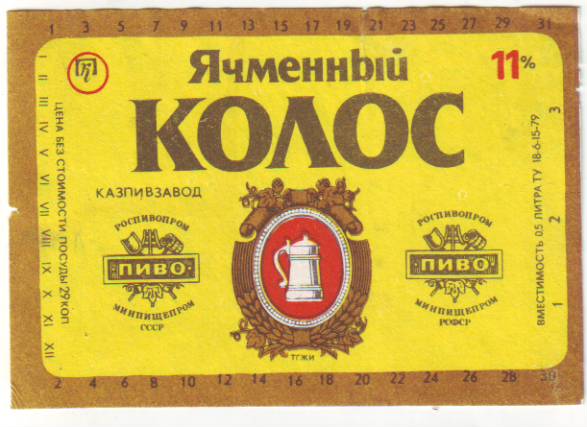 1 3 5 7 9 11 13 15 17 19 21 23 25 27 29 31
Ячменный
11%
КОЛОС
КАЗПИВЗАВОД
РОСПИВОПРОМ
ПИВО
МИНПИЩЕПРОМ
СССР
РОСПИВОПРОМ
ПИВО
МИНПИЩЕПРОМ
РСФСР
ТГЖИ
I II III IV V VI VII VIII IX X XI XII
ЦЕНА БЕЗ СТОИМОСТИ ПОСУДЫ 29 КОП
ВМЕСТИМОСТЬ 0.5 ЛИТРА ТУ 18-6-15-79
1 2 3
2 4 6 8 10 12 14 16 18 20 22 24 26 28 30